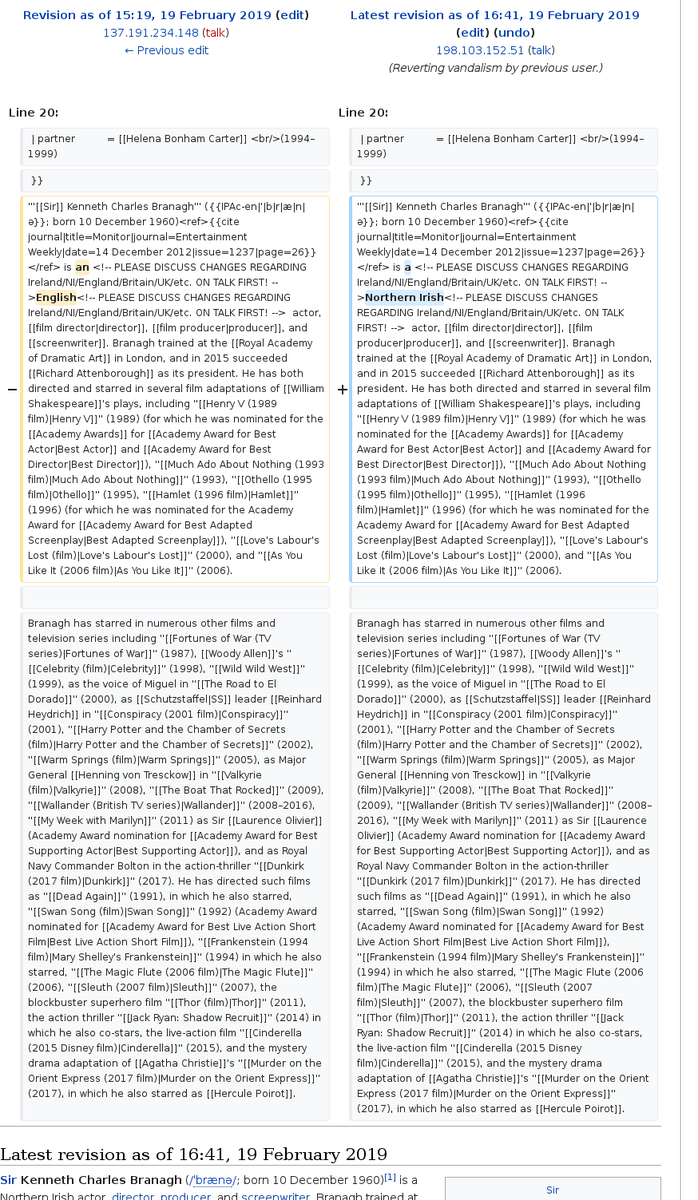 Revision as of 15:19, 19 February 2019 (edit)
137.191.234.148 (talk)
← Previous edit
Latest revision as of 16:41, 19 February 2019
(edit) (undo)
198.103.152.51 (talk)
(Reverting vandalism by previous user.)
Line 20:
| partner = [[Helena Bonham Carter]] <br/>(1994–
1999)
}}
− '''[[Sir]] Kenneth Charles Branagh''' ({{IPAc-en|'|b|r|æ|n|
ə}}; born 10 December 1960)<ref>{{cite
journal|title=Monitor|journal=Entertainment
Weekly|date=14 December 2012|issue=1237|page=26}}
</ref> is an <!-- PLEASE DISCUSS CHANGES REGARDING
Ireland/NI/England/Britain/UK/etc. ON TALK FIRST! --
>English<!-- PLEASE DISCUSS CHANGES REGARDING
Ireland/NI/England/Britain/UK/etc. ON TALK FIRST! --> actor,
[[film director|director]], [[film producer|producer]], and
[[screenwriter]]. Branagh trained at the [[Royal Academy
of Dramatic Art]] in London, and in 2015 succeeded
[[Richard Attenborough]] as its president. He has both
directed and starred in several film adaptations of [[William
Shakespeare]]'s plays, including ''[[Henry V (1989
film)|Henry V]]'' (1989) (for which he was nominated for the
[[Academy Awards]] for [[Academy Award for Best
Actor|Best Actor]] and [[Academy Award for Best
Director|Best Director]]), ''[[Much Ado About Nothing (1993
film)|Much Ado About Nothing]]'' (1993), ''[[Othello (1995
film)|Othello]]'' (1995), ''[[Hamlet (1996 film)|Hamlet]]''
(1996) (for which he was nominated for the Academy
Award for [[Academy Award for Best Adapted
Screenplay|Best Adapted Screenplay]]), ''[[Love's Labour's
Lost (film)|Love's Labour's Lost]]'' (2000), and ''[[As You
Like It (2006 film)|As You Like It]]'' (2006).
Branagh has starred in numerous other films and
television series including ''[[Fortunes of War (TV
series)|Fortunes of War]]'' (1987), [[Woody Allen]]'s ''
[[Celebrity (film)|Celebrity]]'' (1998), ''[[Wild Wild West]]''
(1999), as the voice of Miguel in ''[[The Road to El
Dorado]]'' (2000), as [[Schutzstaffel|SS]] leader [[Reinhard
Heydrich]] in ''[[Conspiracy (2001 film)|Conspiracy]]''
(2001), ''[[Harry Potter and the Chamber of Secrets
(film)|Harry Potter and the Chamber of Secrets]]'' (2002),
''[[Warm Springs (film)|Warm Springs]]'' (2005), as Major
General [[Henning von Tresckow]] in ''[[Valkyrie
(film)|Valkyrie]]'' (2008), ''[[The Boat That Rocked]]'' (2009),
''[[Wallander (British TV series)|Wallander]]'' (2008–2016),
''[[My Week with Marilyn]]'' (2011) as Sir [[Laurence Olivier]]
(Academy Award nomination for [[Academy Award for Best
Supporting Actor|Best Supporting Actor]]), and as Royal
Navy Commander Bolton in the action-thriller ''[[Dunkirk
(2017 film)|Dunkirk]]'' (2017). He has directed such films
as ''[[Dead Again]]'' (1991), in which he also starred,
''[[Swan Song (film)|Swan Song]]'' (1992) (Academy Award
nominated for [[Academy Award for Best Live Action Short
Film|Best Live Action Short Film]]), ''[[Frankenstein (1994
film)|Mary Shelley's Frankenstein]]'' (1994) in which he also
starred, ''[[The Magic Flute (2006 film)|The Magic Flute]]''
(2006), ''[[Sleuth (2007 film)|Sleuth]]'' (2007), the
blockbuster superhero film ''[[Thor (film)|Thor]]'' (2011),
the action thriller ''[[Jack Ryan: Shadow Recruit]]'' (2014) in
which he also co-stars, the live-action film ''[[Cinderella
(2015 Disney film)|Cinderella]]'' (2015), and the mystery
drama adaptation of [[Agatha Christie]]'s ''[[Murder on the
Orient Express (2017 film)|Murder on the Orient Express]]''
(2017), in which he also starred as [[Hercule Poirot]].
Line 20:
| partner = [[Helena Bonham Carter]] <br/>(1994–
1999)
}}
+ '''[[Sir]] Kenneth Charles Branagh''' ({{IPAc-en|'|b|r|æ|n|
ə}}; born 10 December 1960)<ref>{{cite
journal|title=Monitor|journal=Entertainment
Weekly|date=14 December 2012|issue=1237|page=26}}
</ref> is a <!-- PLEASE DISCUSS CHANGES REGARDING
Ireland/NI/England/Britain/UK/etc. ON TALK FIRST! --
>Northern Irish<!-- PLEASE DISCUSS CHANGES
REGARDING Ireland/NI/England/Britain/UK/etc. ON TALK
FIRST! --> actor, [[film director|director]], [[film
producer|producer]], and [[screenwriter]]. Branagh
trained at the [[Royal Academy of Dramatic Art]] in London,
and in 2015 succeeded [[Richard Attenborough]] as its
president. He has both directed and starred in several film
adaptations of [[William Shakespeare]]'s plays, including
''[[Henry V (1989 film)|Henry V]]'' (1989) (for which he was
nominated for the [[Academy Awards]] for [[Academy
Award for Best Actor|Best Actor]] and [[Academy Award for
Best Director|Best Director]]), ''[[Much Ado About Nothing
(1993 film)|Much Ado About Nothing]]'' (1993), ''[[Othello
(1995 film)|Othello]]'' (1995), ''[[Hamlet (1996
film)|Hamlet]]'' (1996) (for which he was nominated for the
Academy Award for [[Academy Award for Best Adapted
Screenplay|Best Adapted Screenplay]]), ''[[Love's Labour's
Lost (film)|Love's Labour's Lost]]'' (2000), and ''[[As You
Like It (2006 film)|As You Like It]]'' (2006).
Branagh has starred in numerous other films and
television series including ''[[Fortunes of War (TV
series)|Fortunes of War]]'' (1987), [[Woody Allen]]'s ''
[[Celebrity (film)|Celebrity]]'' (1998), ''[[Wild Wild West]]''
(1999), as the voice of Miguel in ''[[The Road to El
Dorado]]'' (2000), as [[Schutzstaffel|SS]] leader [[Reinhard
Heydrich]] in ''[[Conspiracy (2001 film)|Conspiracy]]''
(2001), ''[[Harry Potter and the Chamber of Secrets
(film)|Harry Potter and the Chamber of Secrets]]'' (2002),
''[[Warm Springs (film)|Warm Springs]]'' (2005), as Major
General [[Henning von Tresckow]] in ''[[Valkyrie
(film)|Valkyrie]]'' (2008), ''[[The Boat That Rocked]]''
(2009), ''[[Wallander (British TV series)|Wallander]]'' (2008–
2016), ''[[My Week with Marilyn]]'' (2011) as Sir [[Laurence
Olivier]] (Academy Award nomination for [[Academy Award
for Best Supporting Actor|Best Supporting Actor]]), and as
Royal Navy Commander Bolton in the action-thriller
''[[Dunkirk (2017 film)|Dunkirk]]'' (2017). He has directed
such films as ''[[Dead Again]]'' (1991), in which he also
starred, ''[[Swan Song (film)|Swan Song]]'' (1992)
(Academy Award nominated for [[Academy Award for Best
Live Action Short Film|Best Live Action Short Film]]),
''[[Frankenstein (1994 film)|Mary Shelley's Frankenstein]]''
(1994) in which he also starred, ''[[The Magic Flute (2006
film)|The Magic Flute]]'' (2006), ''[[Sleuth (2007
film)|Sleuth]]'' (2007), the blockbuster superhero film
''[[Thor (film)|Thor]]'' (2011), the action thriller ''[[Jack
Ryan: Shadow Recruit]]'' (2014) in which he also co-stars,
the live-action film ''[[Cinderella (2015 Disney
film)|Cinderella]]'' (2015), and the mystery drama
adaptation of [[Agatha Christie]]'s ''[[Murder on the Orient
Express (2017 film)|Murder on the Orient Express]]''
(2017), in which he also starred as [[Hercule Poirot]].
Latest revision as of 16:41, 19 February 2019
Sir Kenneth Charles Branagh (/ˈbrænə/; born 10 December 1960)[1] is a
Northern Irish actor, director, producer, and screenwriter. Branagh trained at
Sir